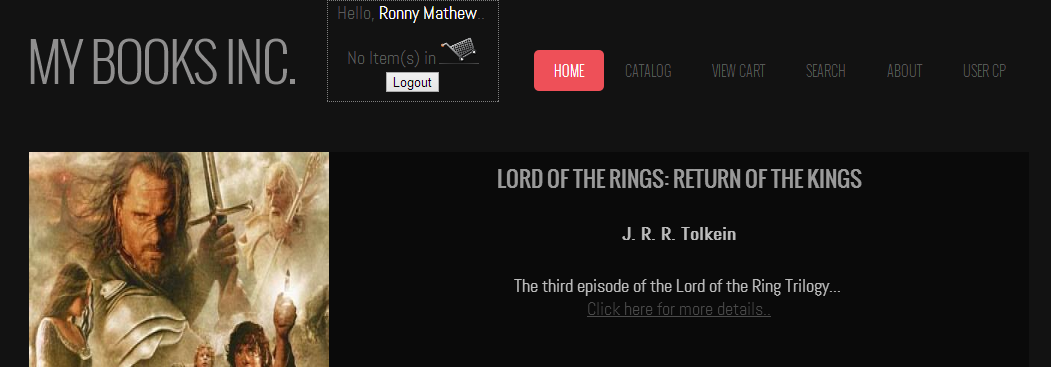 MY BOOKS INC.
Hello, Ronny Mathew..
No Item(s) in
Logout
HOME
CATALOG
VIEW CART
SEARCH
ABOUT
USER CP
LORD OF THE RINGS: RETURN OF THE KINGS
J. R. R. Tolkein
The third episode of the Lord of the Ring Trilogy...
Click here for more details..